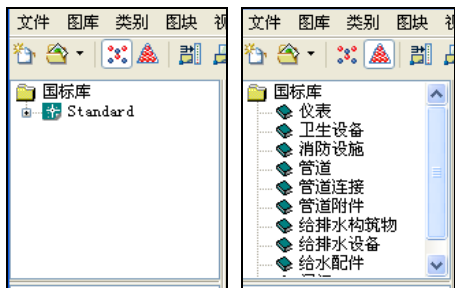 文件 图库 类别 图块
国标库
Standard
文件 图库 类别 图块
国标库
仪表
卫生设备
消防设施
管道
管道连接
管道附件
给排水构筑物
给排水设备
给水配件